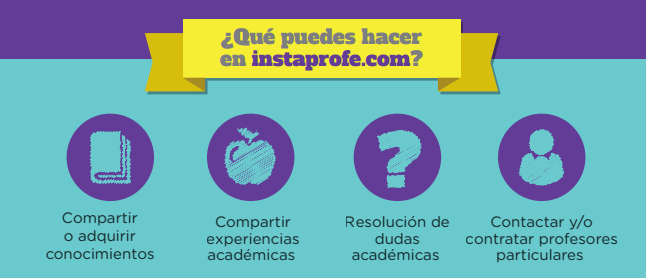 ¿Qué puedes hacer
en instaprofe.com?
Compartir
o adquirir
conocimientos
Compartir
experiencias
académicas
Resolución de
dudas
académicas
Contactar y/o
contratar profesores
particulares